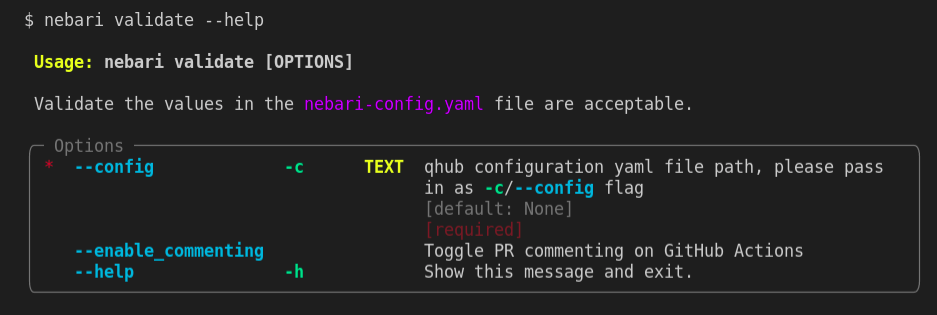 $ nebari validate --help
Usage: nebari validate [OPTIONS]
Validate the values in the nebari-config.yaml file are acceptable.
Options
* --config -c TEXT qhub configuration yaml file path, please pass
in as -c/--config flag
[default: None]
[required]
--enable_commenting Toggle PR commenting on GitHub Actions
--help -h Show this message and exit.